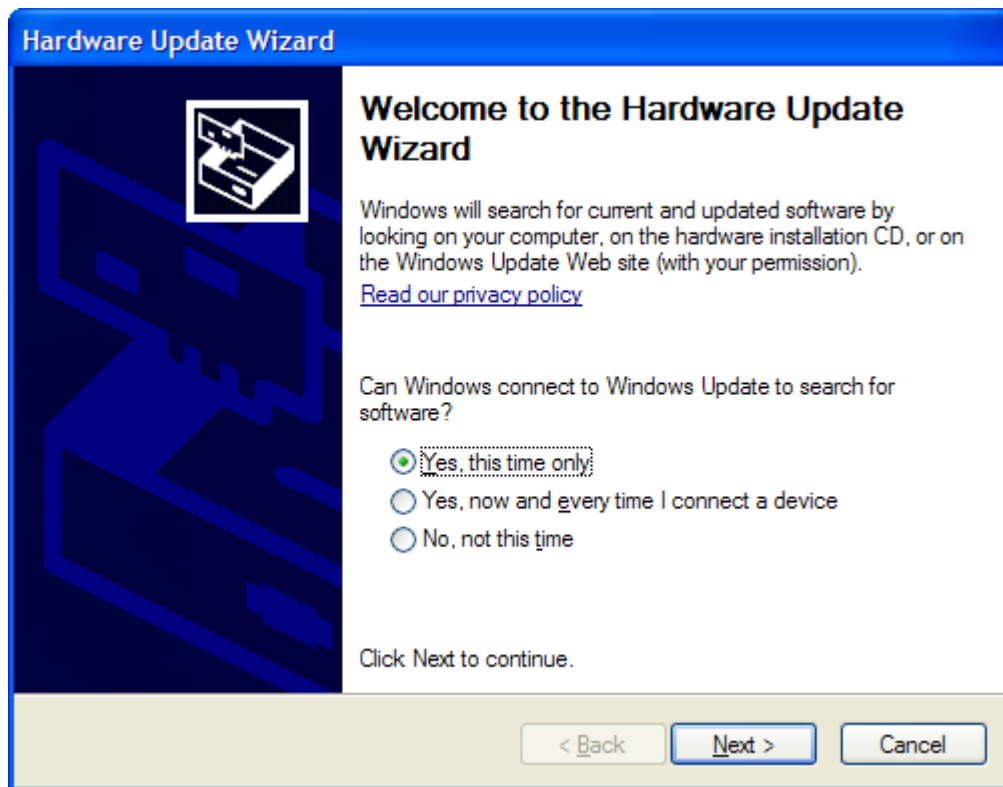 Hardware Update Wizard
Welcome to the Hardware Update
Wizard
Windows will search for current and updated software by
looking on your computer, on the hardware installation CD, or on
the Windows Update Web site (with your permission).
Read our privacy policy
Can Windows connect to Windows Update to search for
software?
Yes, this time only
Yes, now and every time I connect a device
No, not this time
Click Next to continue.
< Back
Next >
Cancel